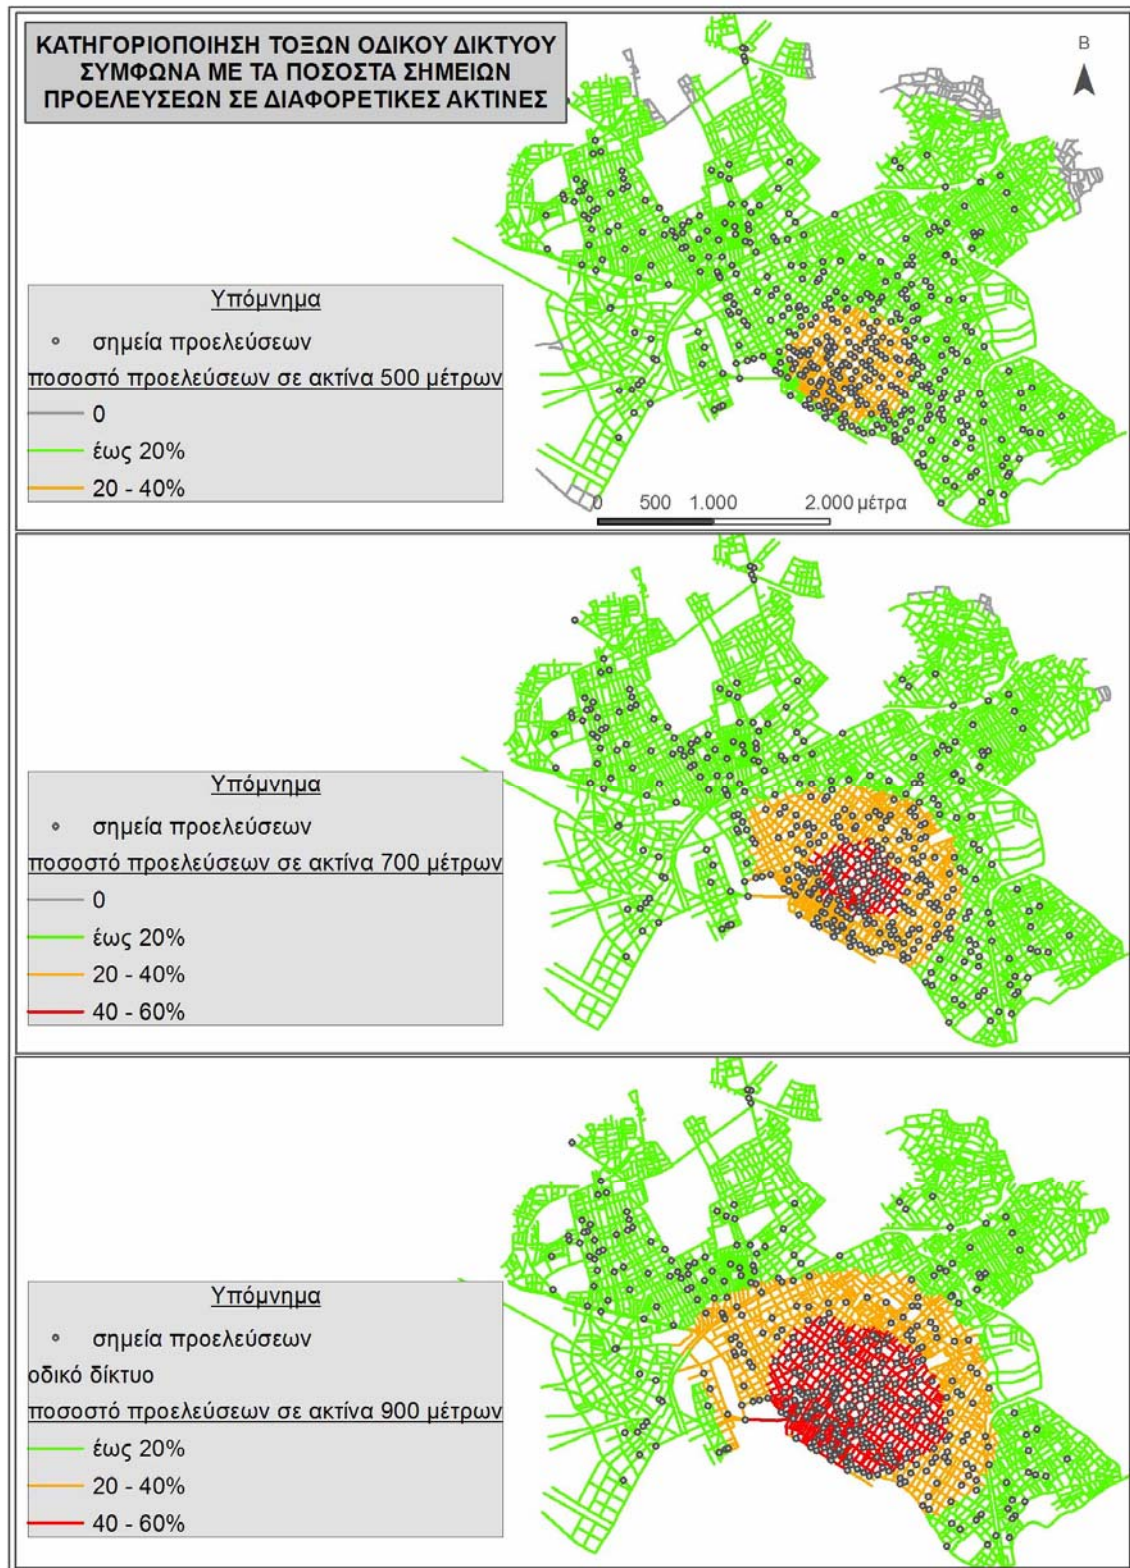 ΚΑΤΗΓΟΡΙΟΠΟΙΗΣΗ ΤΟΞΩΝ ΟΔΙΚΟΥ ΔΙΚΤΥΟΥ
ΣΥΜΦΩΝΑ ΜΕ ΤΑ ΠΟΣΟΣΤΑ ΣΗΜΕΙΩΝ
ΠΡΟΕΛΕΥΣΕΩΝ ΣΕ ΔΙΑΦΟΡΕΤΙΚΕΣ ΑΚΤΙΝΕΣ
Β
Υπόμνημα
σημεία προελεύσεων
ποσοστό προελεύσεων σε ακτίνα 500 μέτρων
0
έως 20%
20 - 40%
0 500 1.000 2.000 μέτρα
Υπόμνημα
σημεία προελεύσεων
ποσοστό προελεύσεων σε ακτίνα 700 μέτρων
0
έως 20%
20 - 40%
40 - 60%
Υπόμνημα
σημεία προελεύσεων
οδικό δίκτυο
ποσοστό προελεύσεων σε ακτίνα 900 μέτρων
έως 20%
20 - 40%
40 - 60%